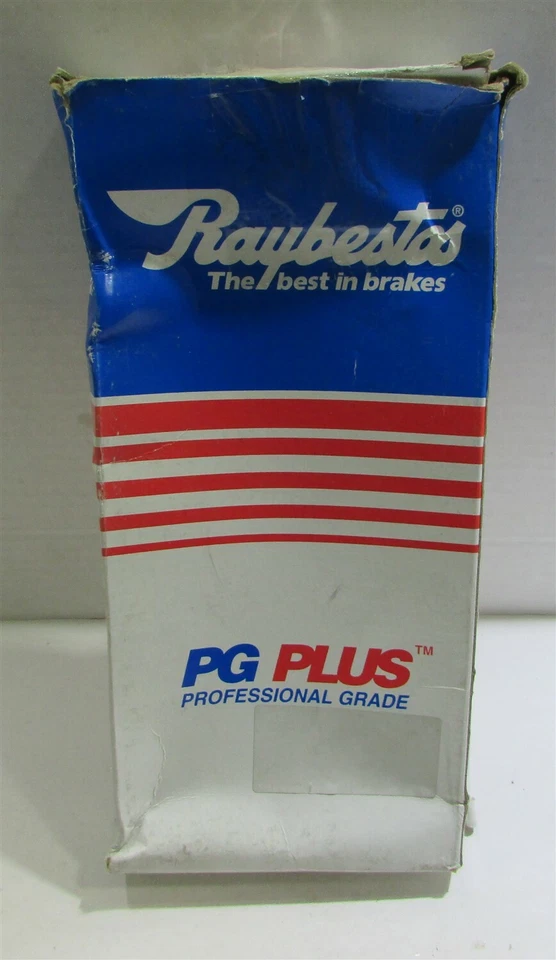 Raybestos®
The best in brakes
PG PLUS™
PROFESSIONAL GRADE